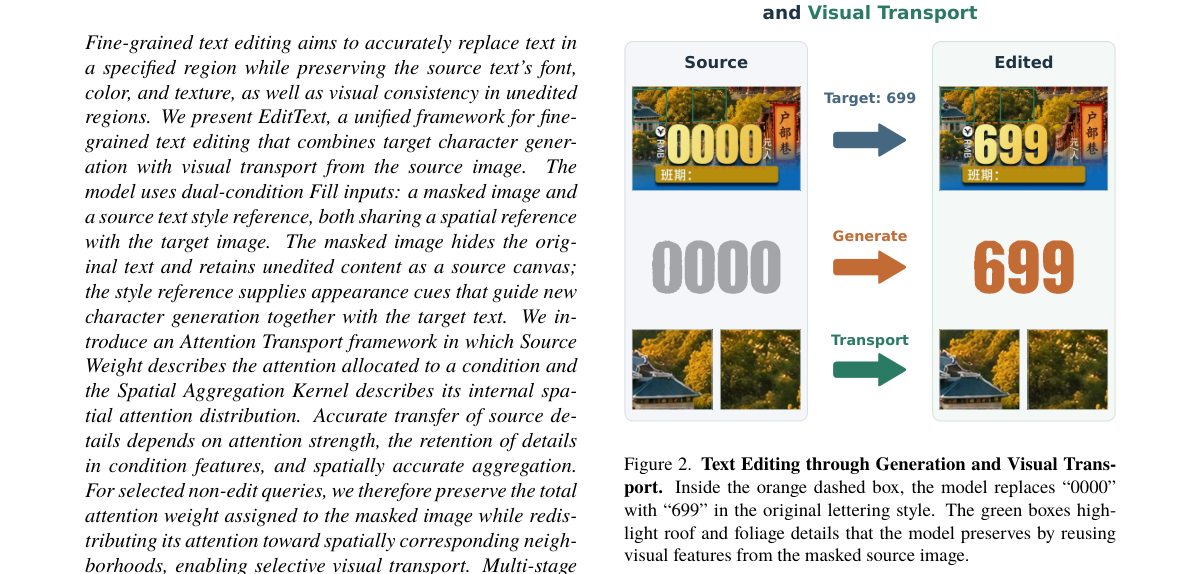 Fine-grained text editing aims to accurately replace text in
a specified region while preserving the source text's font,
color, and texture, as well as visual consistency in unedited
regions. We present EditText, a unified framework for fine-
grained text editing that combines target character gener-
ation with visual transport from the source image. The
model uses dual-condition Fill inputs: a masked image and
a source text style reference, both sharing a spatial reference
with the target image. The masked image hides the orig-
inal text and retains unedited content as a source canvas;
the style reference supplies appearance cues that guide new
character generation together with the target text. We in-
troduce an Attention Transport framework in which Source
Weight describes the attention allocated to a condition and
the Spatial Aggregation Kernel describes its internal spa-
tial attention distribution. Accurate transfer of source de-
tails depends on attention strength, the retention of details
in condition features, and spatially accurate aggregation.
For selected non-edit queries, we therefore preserve the total
attention weight assigned to the masked image while redis-
tributing its attention toward spatially corresponding neigh-
borhoods, enabling selective visual transport. Multi-stage
and Visual Transport
Source
Edited
Target: 699
¥
RMB
0000
元/人
户部巷
班期:
¥
RMB
699
元/人
户部巷
班期:
Generate
0000
699
Transport
Figure 2. Text Editing through Generation and Visual Trans-
port. Inside the orange dashed box, the model replaces “0000”
with “699” in the original lettering style. The green boxes high-
light roof and foliage details that the model preserves by reusing
visual features from the masked source image.